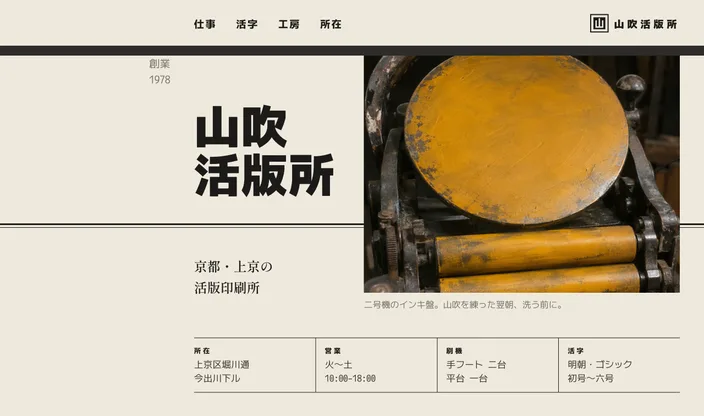 仕事 活字 工房 所在
山吹活版所
創業
1978
山吹
活版所
京都・上京の
活版印刷所
二号機のインキ盤。山吹を練った翌朝、洗う前に。
所在
上京区堀川通
今出川下ル
営業
火〜土
10:00-18:00
刷機
手フート 二台
平台 一台
活字
明朝・ゴシック
初号〜六号